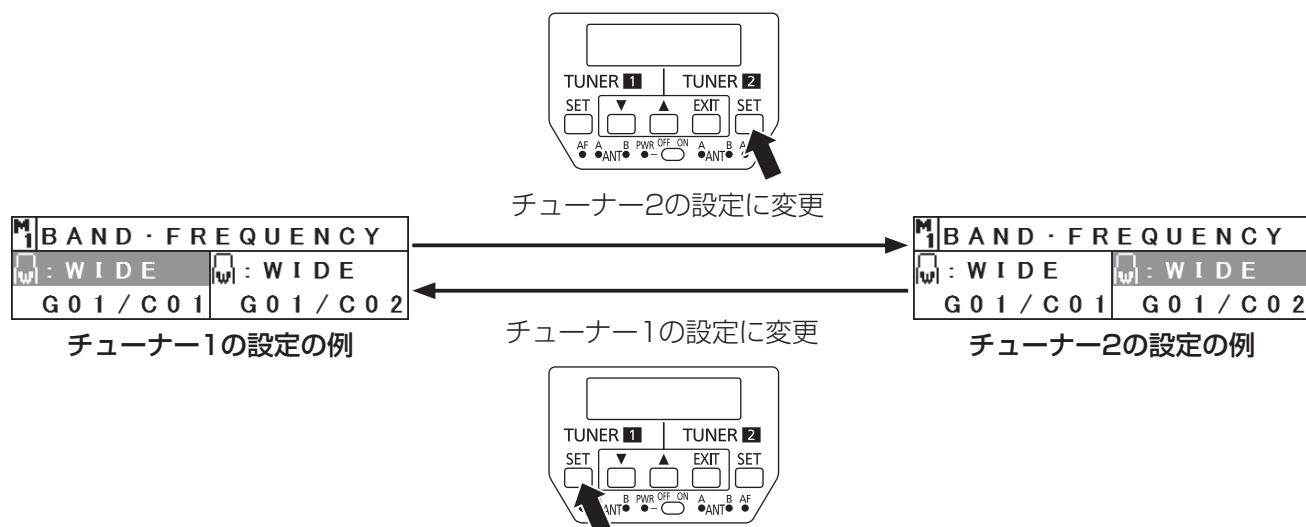 TUNER 1 TUNER 2
SET ▼ ▲ EXIT SET
AF A B PWR OFF ON A B A
ANT ANT
チューナー2の設定に変更
M1 BAND・FREQUENCY
W : WIDE W : WIDE
G01/C01 G01/C02
チューナー1の設定の例
M1 BAND・FREQUENCY
W : WIDE W : WIDE
G01/C01 G01/C02
チューナー2の設定の例
チューナー1の設定に変更
TUNER 1 TUNER 2
SET ▼ ▲ EXIT SET
B PWR OFF ON A B AF
ANT ANT